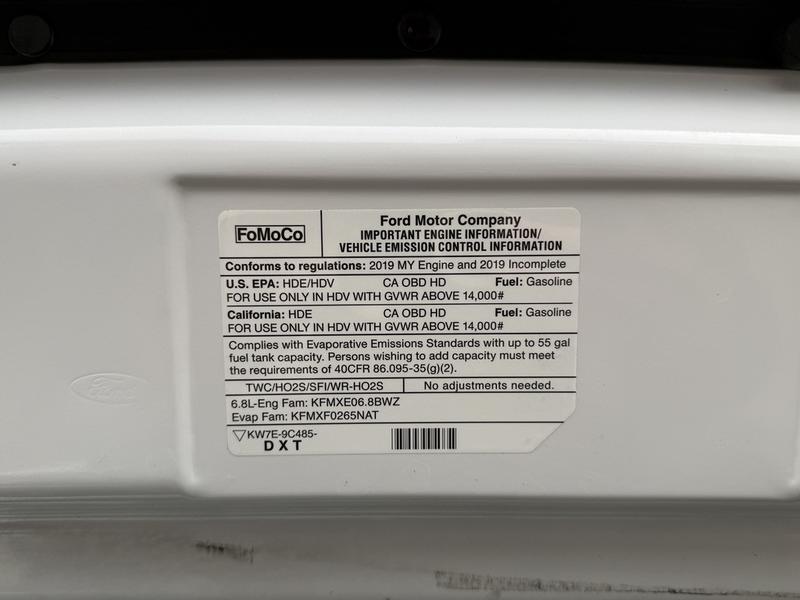 FoMoCo
Ford Motor Company
IMPORTANT ENGINE INFORMATION/
VEHICLE EMISSION CONTROL INFORMATION
Conforms to regulations: 2019 MY Engine and 2019 Incomplete
U.S. EPA: HDE/HDV CA OBD HD Fuel: Gasoline
FOR USE ONLY IN HDV WITH GVWR ABOVE 14,000#
California: HDE CA OBD HD Fuel: Gasoline
FOR USE ONLY IN HDV WITH GVWR ABOVE 14,000#
Complies with Evaporative Emissions Standards with up to 55 gal
fuel tank capacity. Persons wishing to add capacity must meet
the requirements of 40CFR 86.095-35(g)(2).
TWC/HO2S/SFI/WR-HO2S No adjustments needed.
6.8L-Eng Fam: KFMXE06.8BWZ
Evap Fam: KFMXF0265NAT
KW7E-9C485-
DXT
Ford